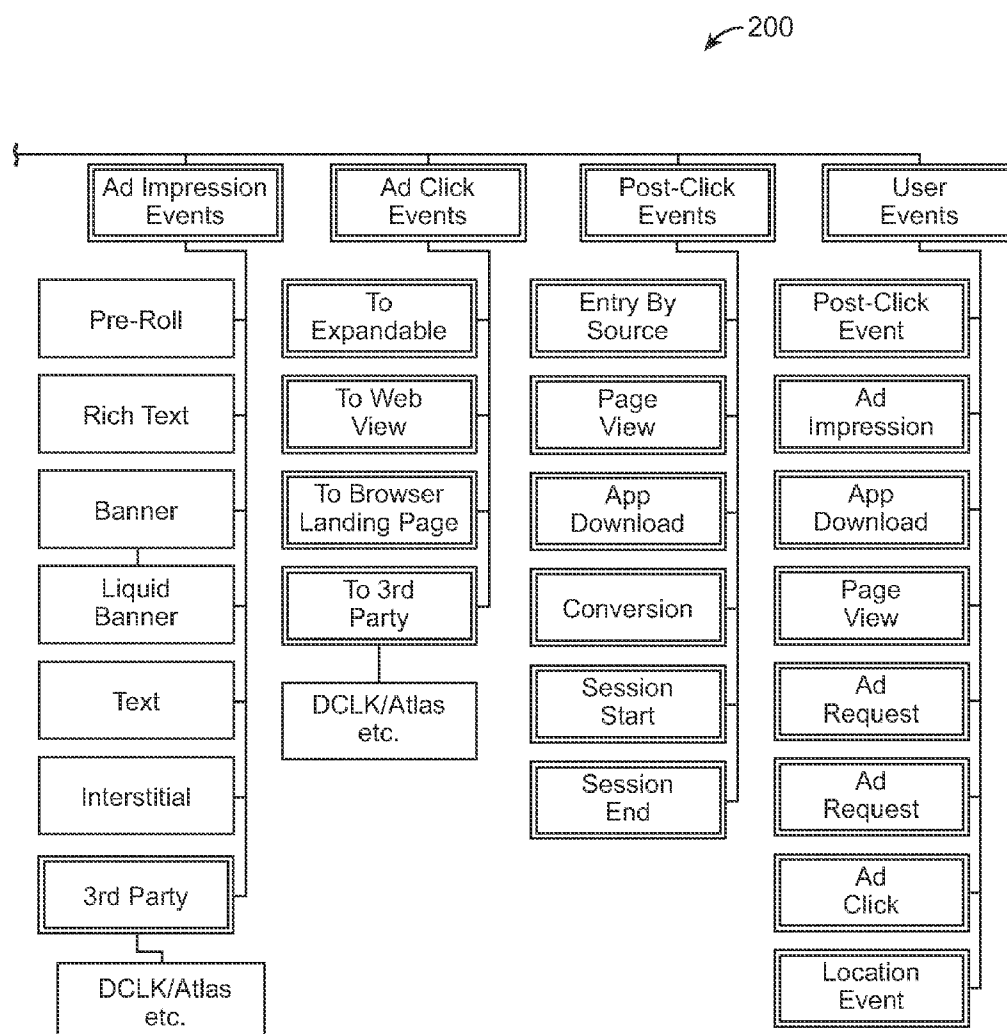 200
Ad Impression
Events
Pre-Roll
Rich Text
Banner
Liquid
Banner
Text
Interstitial
3rd Party
DCLK/Atlas
etc.
Ad Click
Events
To
Expandable
To Web
View
To Browser
Landing Page
To 3rd
Party
DCLK/Atlas
etc.
Post-Click
Events
Entry By
Source
Page
View
App
Download
Conversion
Session
Start
Session
End
User
Events
Post-Click
Event
Ad
Impression
App
Download
Page
View
Ad
Request
Ad
Request
Ad
Click
Location
Event